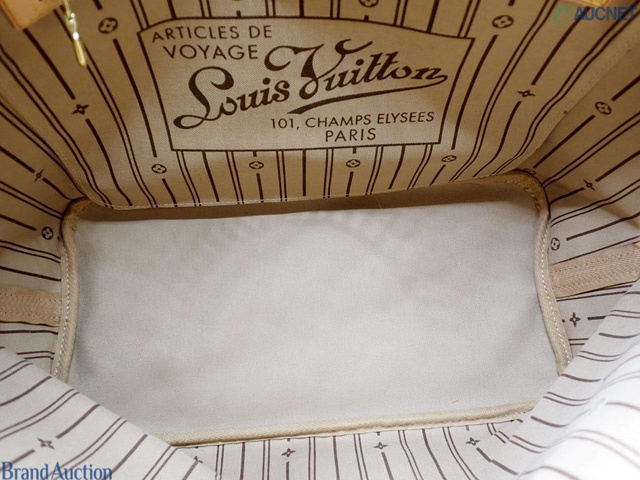 AUCNET
ARTICLES DE
VOYAGE
Louis Vuitton
101, CHAMPS ELYSEES
PARIS
Brand Auction